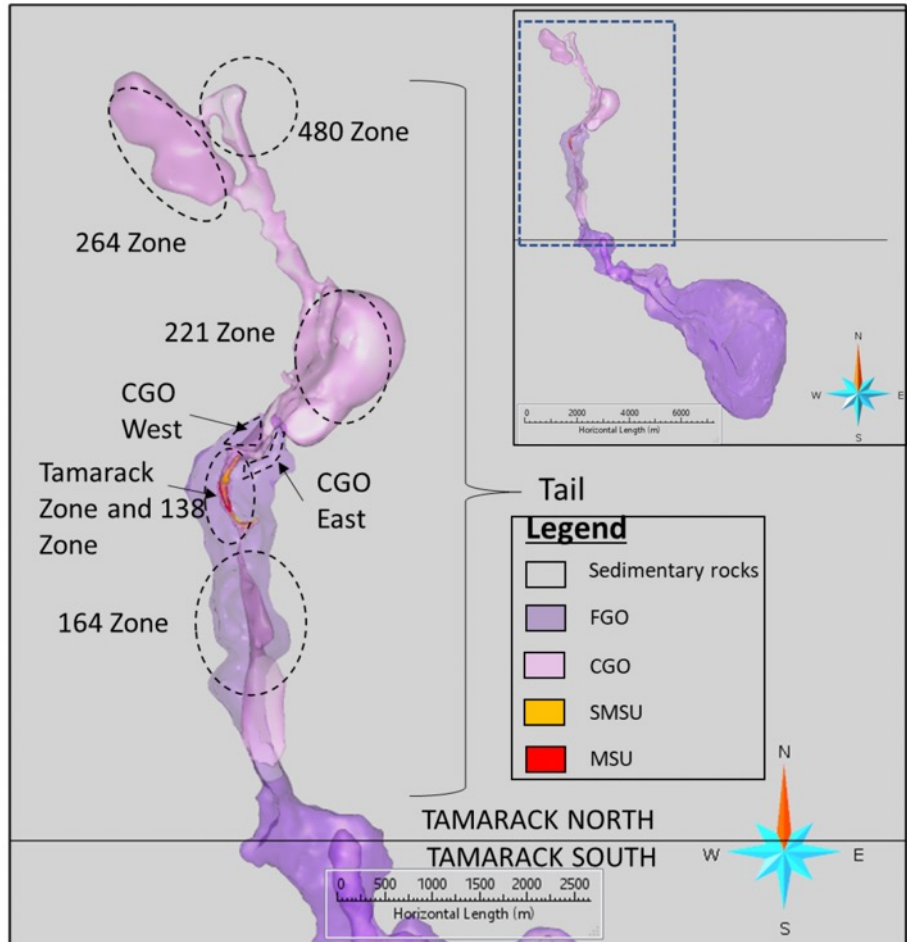 480 Zone
264 Zone
221 Zone
CGO
West
Tamarack
Zone and 138
Zone
CGO
East
164 Zone
Tail
N
W
E
S
0 2000 4000 6000
Horizontal Length (m)
Legend
Sedimentary rocks
FGO
CGO
SMSU
MSU
TAMARACK NORTH
TAMARACK SOUTH
N
W
E
S
0 500 1000 1500 2000 2500
Horizontal Length (m)